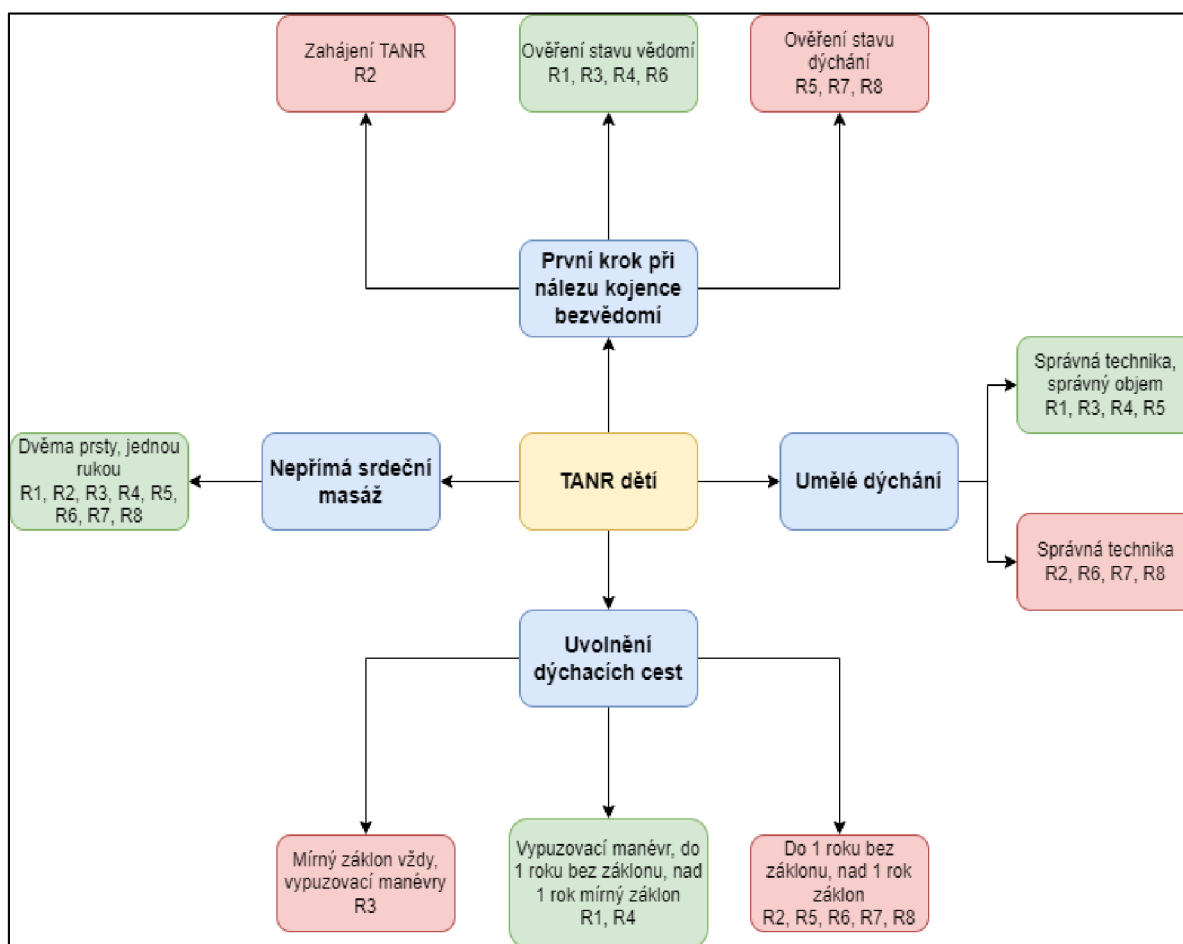 Zahájení TANR
R2
Ověření stavu vědomí
R1, R3, R4, R6
Ověření stavu
dýchání
R5, R7, R8
První krok při
nálezu kojence
bezvědomí
Správná technika,
správný objem
R1, R3, R4, R5
Dvěma prsty, jednou
rukou
R1, R2, R3, R4, R5,
R6, R7, R8
Nepřímá srdeční
masáž
TANR dětí
Umělé dýchání
Správná technika
R2, R6, R7, R8
Uvolnění
dýchacích cest
Mírný záklon vždy,
vypuzovací manévry
R3
Vypuzovací manévr, do
1 roku bez záklonu, nad
1 rok mírný záklon
R1, R4
Do 1 roku bez
záklonu, nad 1 rok
záklon
R2, R5, R6, R7, R8